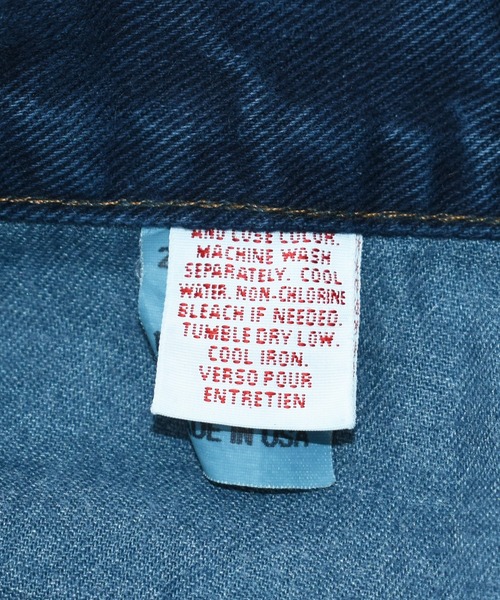 AND LOSE COLOR.
MACHINE WASH
SEPARATELY. COOL
WATER. NON-CHLORINE
BLEACH IF NEEDED.
TUMBLE DRY LOW.
COOL IRON.
VERSO POUR
ENTRETIEN
IN USA